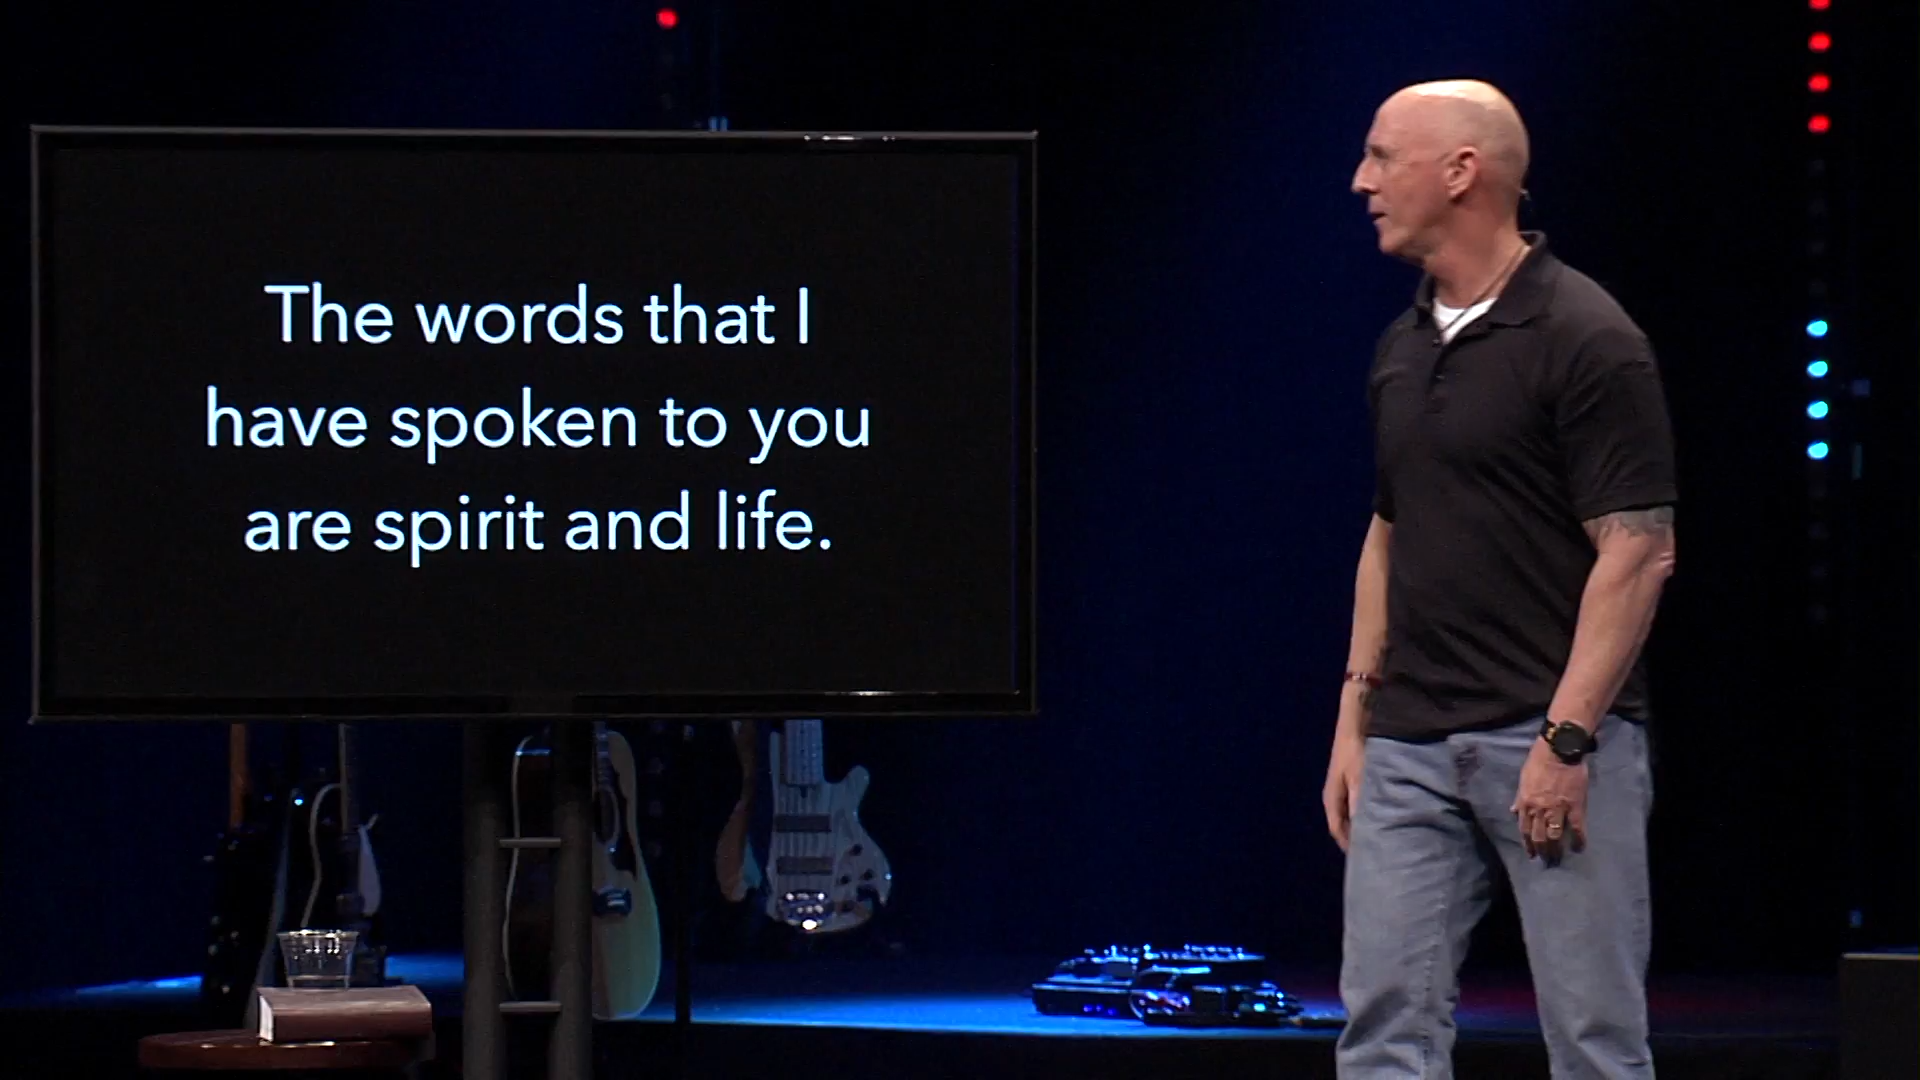 The words that I
have spoken to you
are spirit and life.